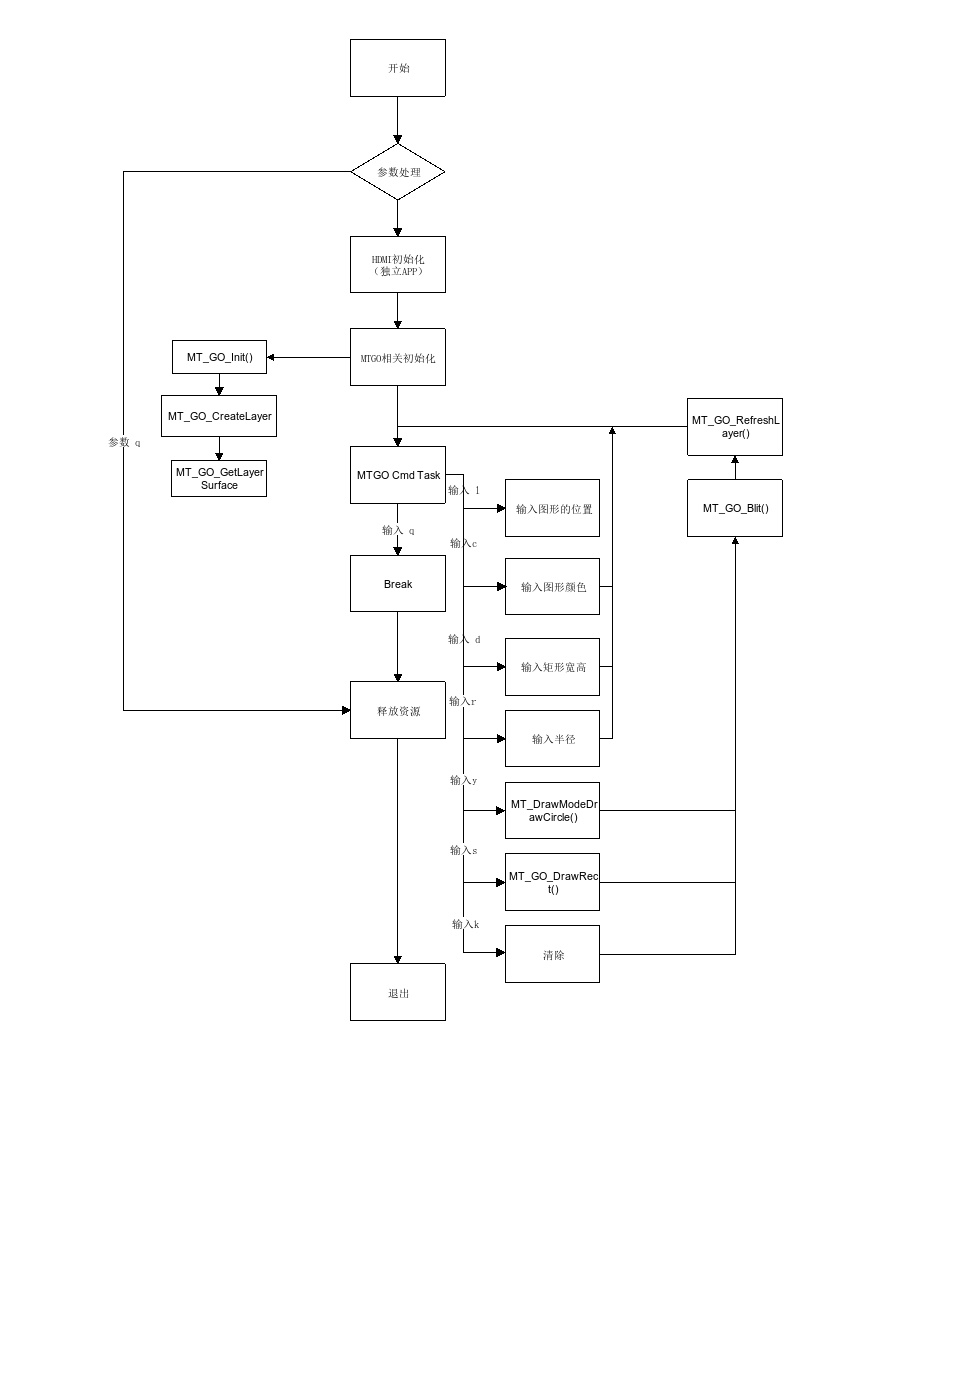 开始
参数处理
HDMI初始化
（独立APP）
MT_GO_Init()
MTGO相关初始化
MT_GO_CreateLayer
MT_GO_RefreshL
ayer()
参数 q
MT_GO_GetLayer
Surface
MTGO Cmd Task
输入 l
输入图形的位置
MT_GO_Blit()
输入 q
输入c
Break
输入图形颜色
输入 d
输入矩形宽高
输入r
释放资源
输入半径
输入y
MT_DrawModeDr
awCircle()
输入s
MT_GO_DrawRec
t()
输入k
清除
退出